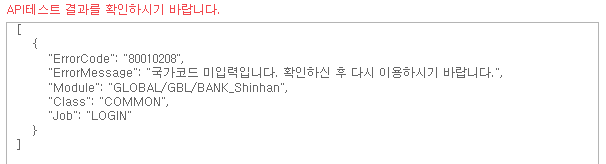 API테스트 결과를 확인하시기 바랍니다.
[
{
"ErrorCode": "80010208",
"ErrorMessage": "국가코드 미입력입니다. 확인하신 후 다시 이용하시기 바랍니다.",
"Module": "GLOBAL/GBL/BANK_Shinhan",
"Class": "COMMON",
"Job": "LOGIN"
}
]